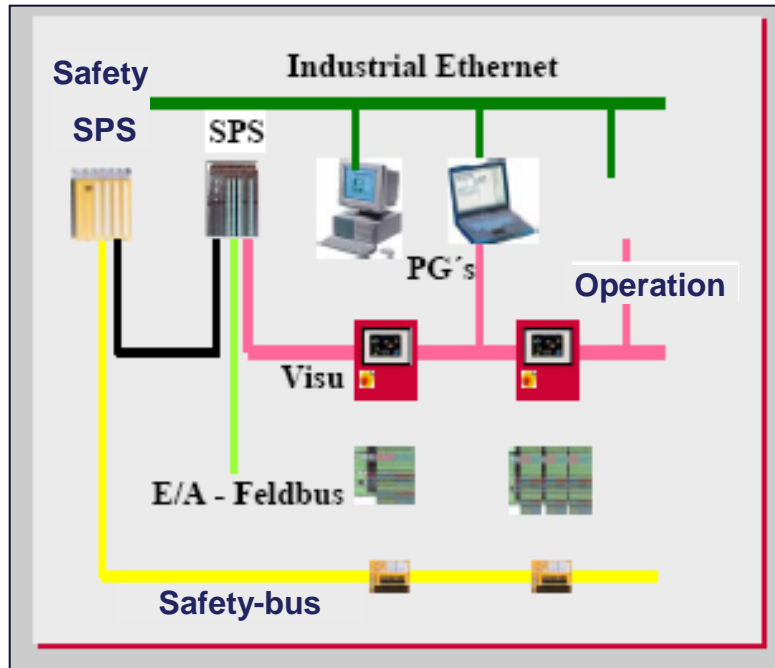 Industrial Ethernet
Safety
SPS
SPS
PG´s
Operation
Visu
E/A - Feldbus
Safety-bus